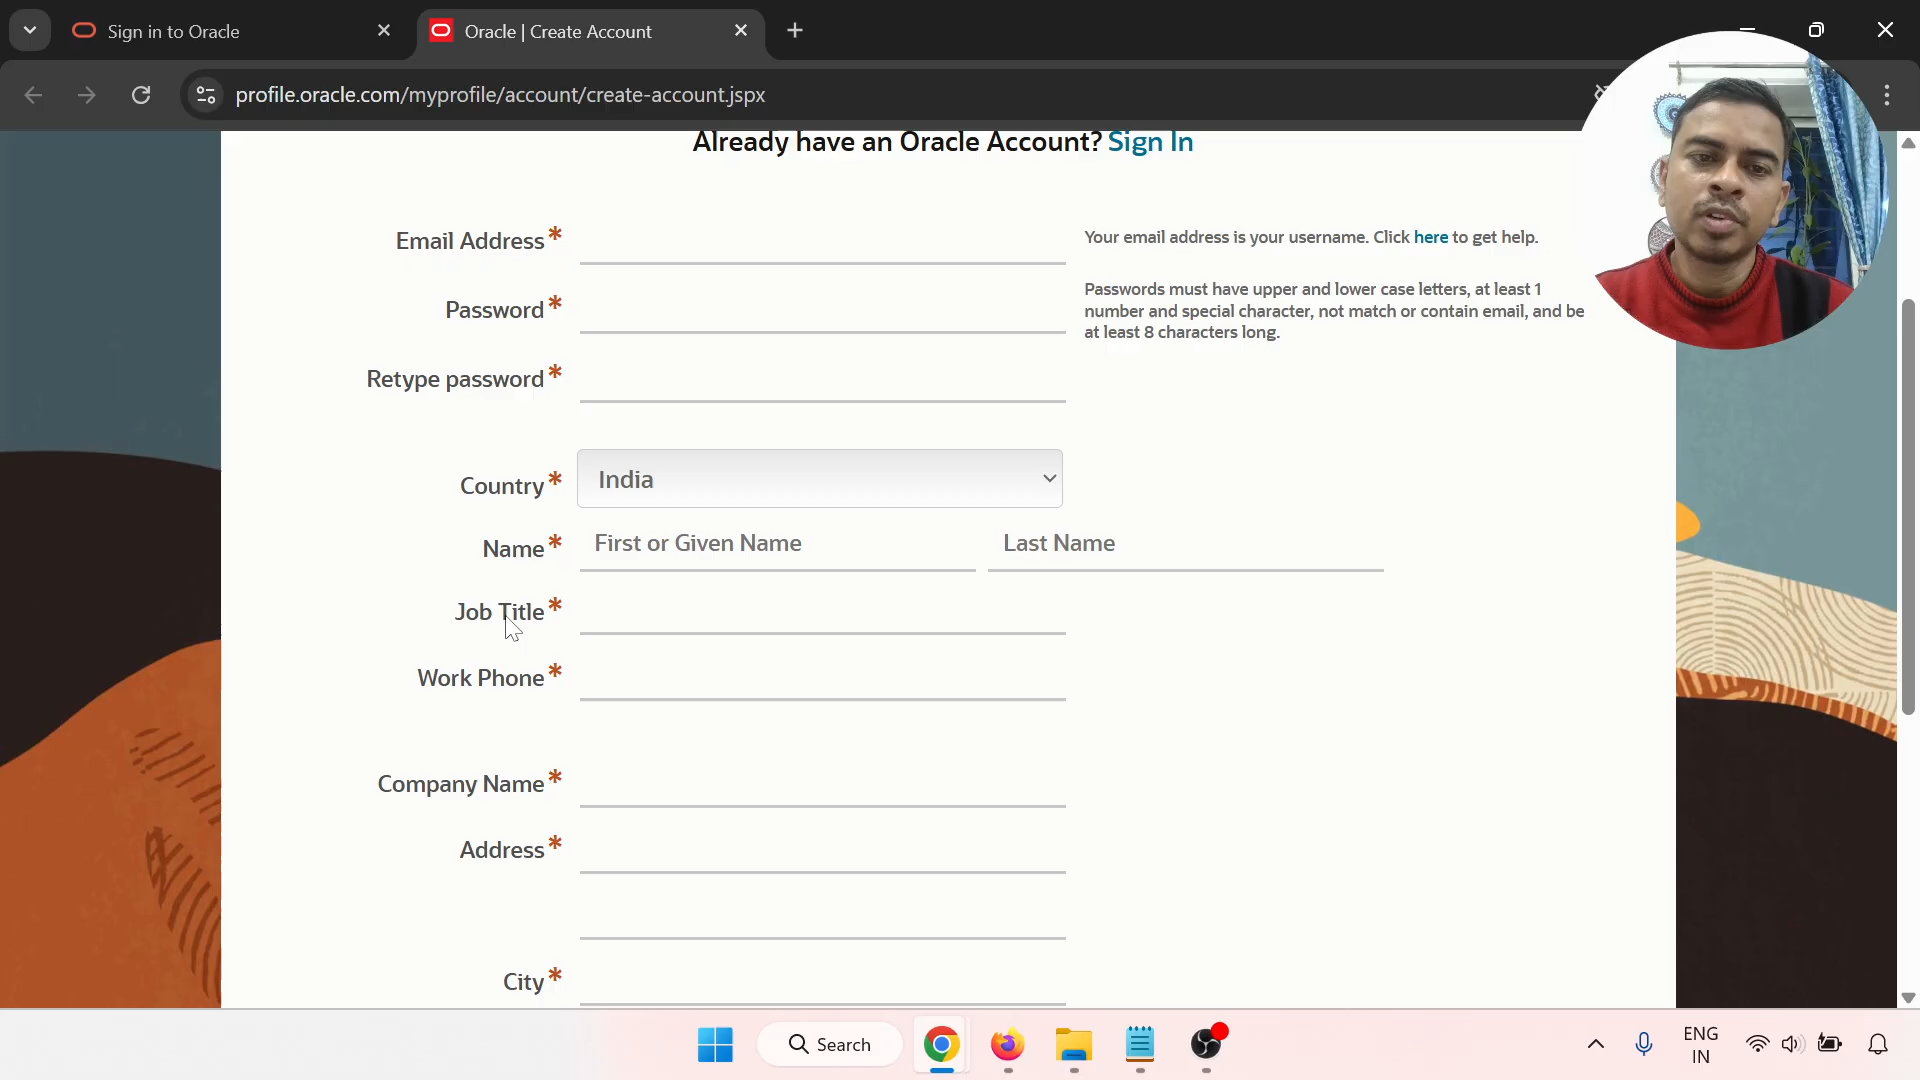 Sign in to Oracle
Oracle | Create Account
profile.oracle.com/myprofile/account/create-account.jspx
Already have an Oracle Account? Sign In
Email Address*
Your email address is your username. Click here to get help.
Password*
Passwords must have upper and lower case letters, at least 1
number and special character, not match or contain email, and be
at least 8 characters long.
Retype password*
Country*
India
Name*
First or Given Name
Last Name
Job Title*
Work Phone*
Company Name*
Address*
City*
Search
ENG
IN